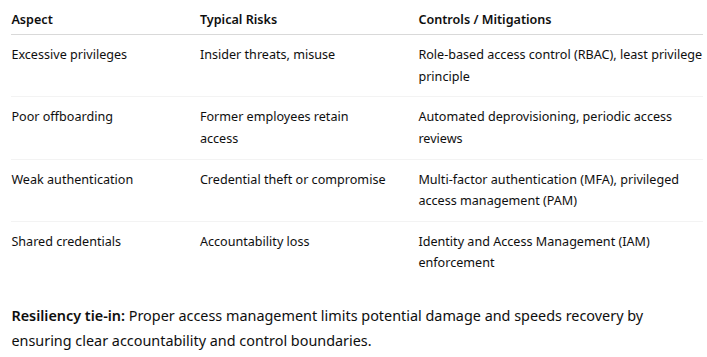 Aspect Typical Risks Controls / Mitigations
Excessive privileges Insider threats, misuse Role-based access control (RBAC), least privilege
principle
Poor offboarding Former employees retain Automated deprovisioning, periodic access
access reviews
Weak authentication Credential theft or compromise Multi-factor authentication (MFA), privileged
access management (PAM)
Shared credentials Accountability loss Identity and Access Management (IAM)
enforcement
Resiliency tie-in: Proper access management limits potential damage and speeds recovery by
ensuring clear accountability and control boundaries.